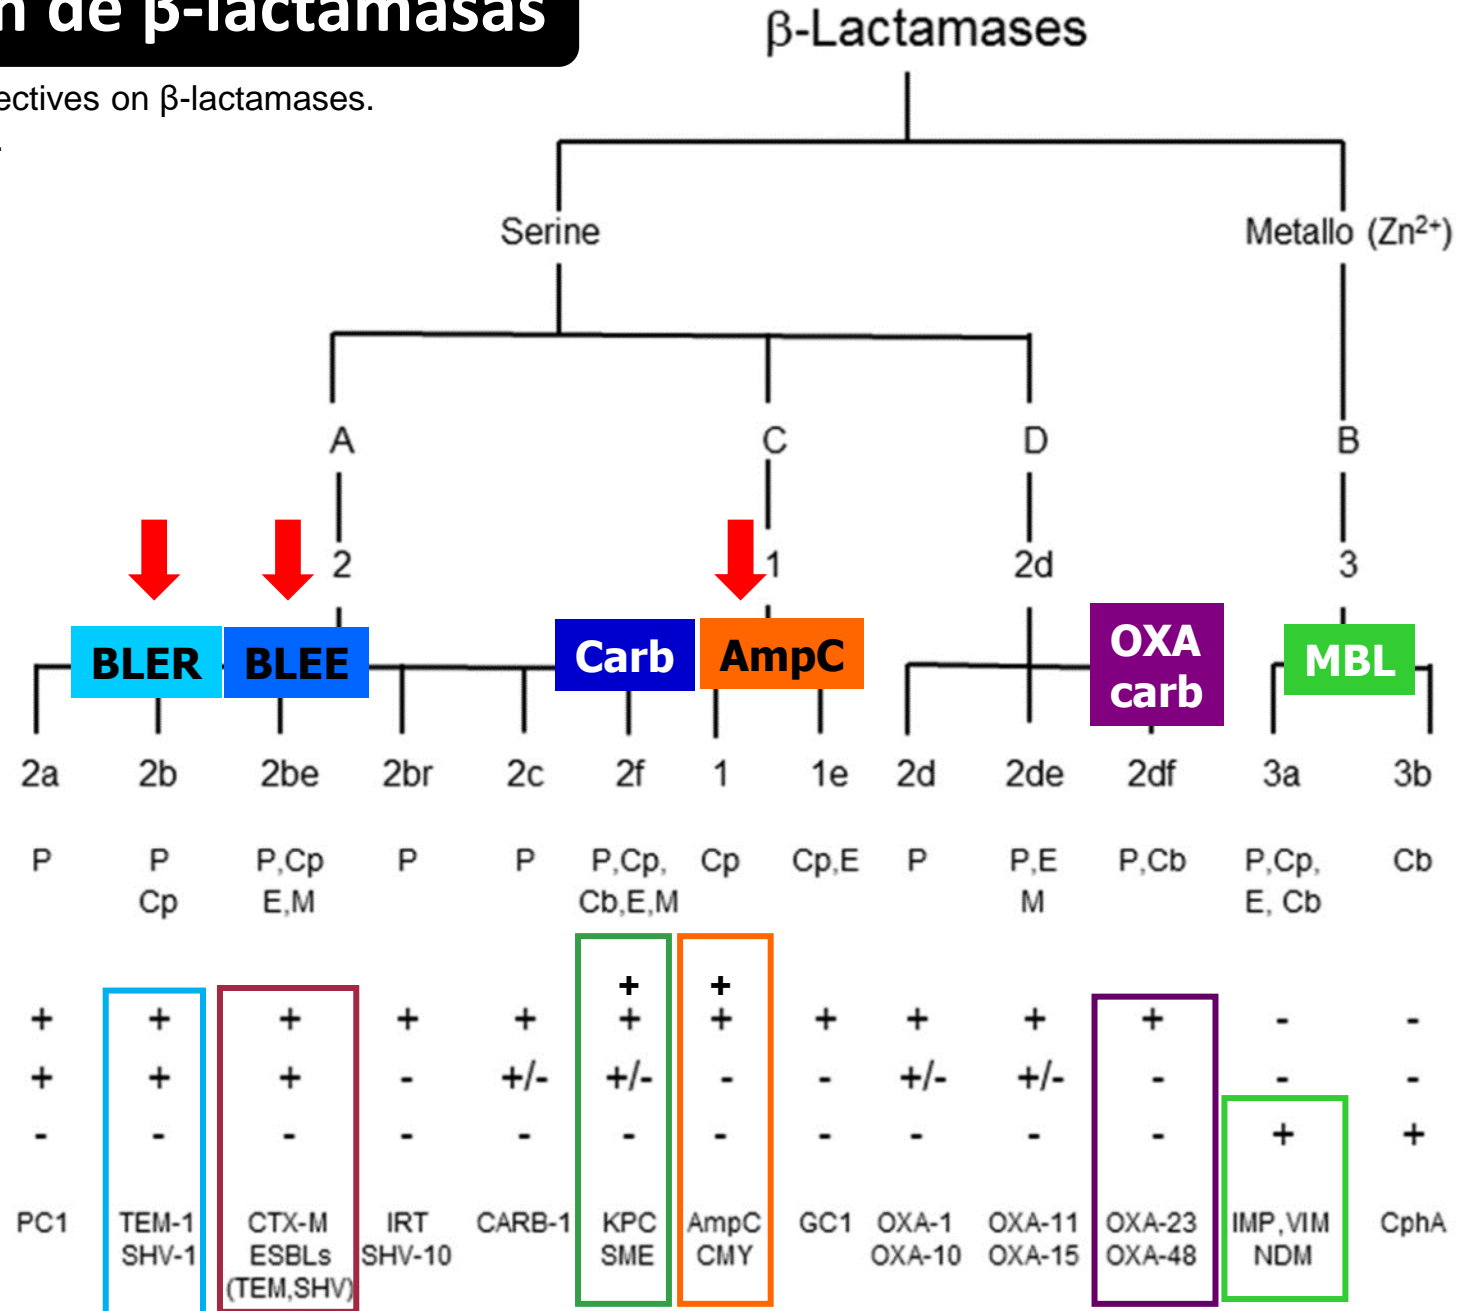 n de β-lactamasas
β-Lactamases
ectives on β-lactamases.
.
Serine
Metallo (Zn²⁺)
A
C
D
B
2
1
2d
3
BLER
BLEE
Carb
AmpC
OXA
carb
MBL
2a 2b 2be 2br 2c 2f 1 1e 2d 2de 2df 3a 3b
P P P,Cp P P P,Cp, Cp Cp,E P P,E P,Cb P,Cp, Cb
Cp E,M Cb,E,M M E, Cb
+ +
+ + + + + + + + + + + - -
+ + + - +/- +/- - - +/- +/- - - -
- - - - - - - - - - - + +
PC1 TEM-1 CTX-M IRT CARB-1 KPC AmpC GC1 OXA-1 OXA-11 OXA-23 IMP,VIM CphA
SHV-1 ESBLs SHV-10 SME CMY OXA-10 OXA-15 OXA-48 NDM
(TEM,SHV)